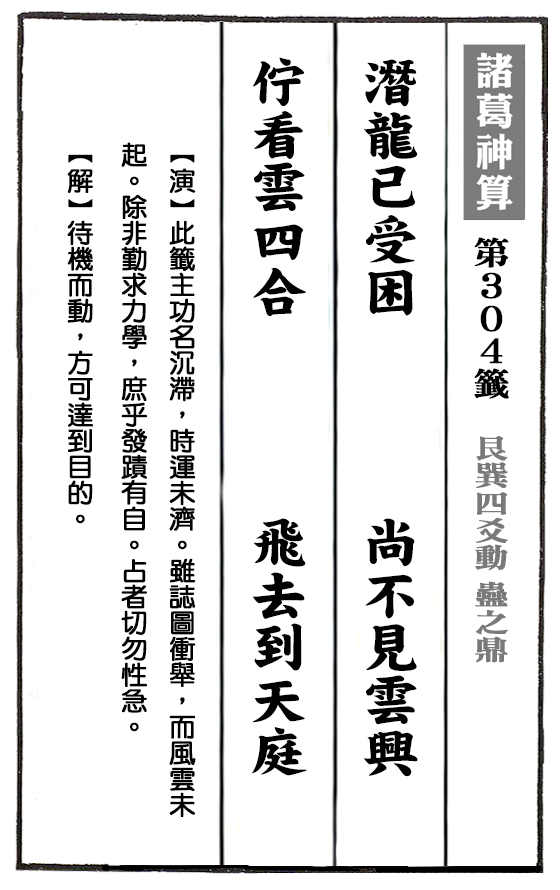 諸葛神算 第304籤 艮巽四爻動 蠱之鼎
潛龍已受困 尚不見雲興
佇看雲四合 飛去到天庭
【演】此籤主功名沉滯，時運未濟。雖誌圖衝舉，而風雲未
起。除非勤求力學，庶乎發蹟有自。占者切勿性急。
【解】待機而動，方可達到目的。